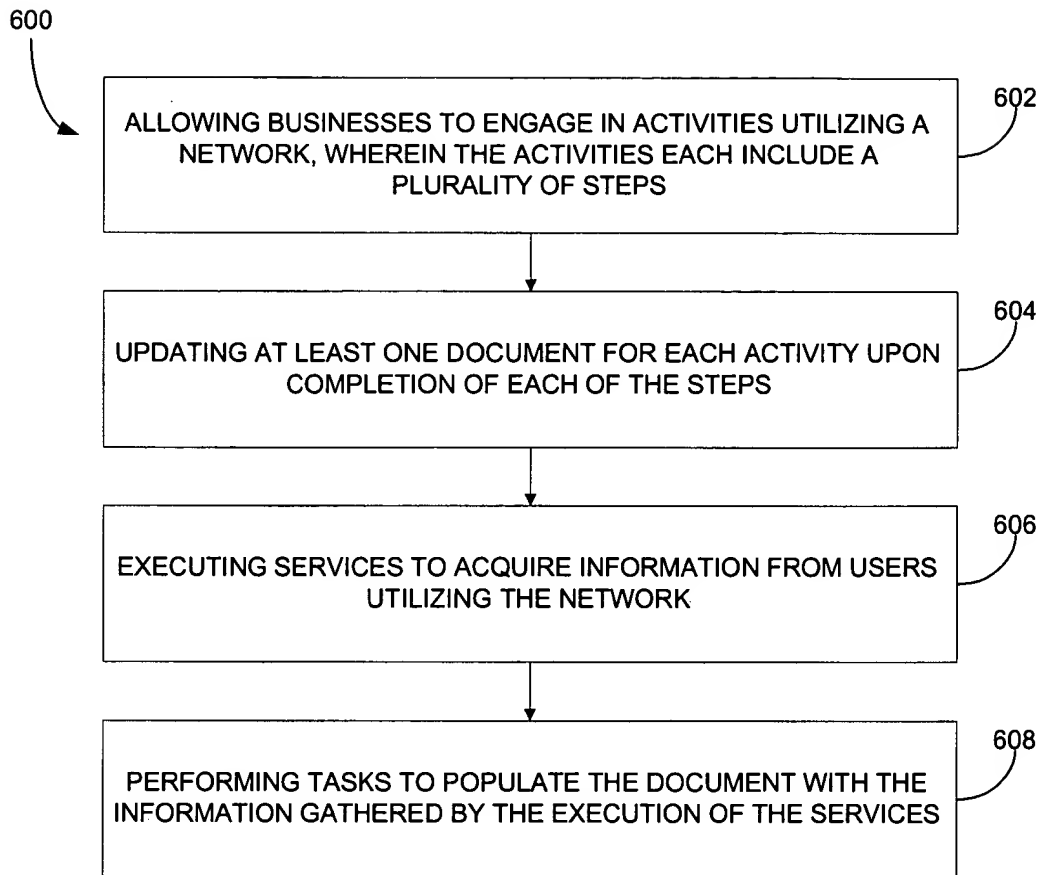 600
602
ALLOWING BUSINESSES TO ENGAGE IN ACTIVITIES UTILIZING A
NETWORK, WHEREIN THE ACTIVITIES EACH INCLUDE A
PLURALITY OF STEPS
604
UPDATING AT LEAST ONE DOCUMENT FOR EACH ACTIVITY UPON
COMPLETION OF EACH OF THE STEPS
606
EXECUTING SERVICES TO ACQUIRE INFORMATION FROM USERS
UTILIZING THE NETWORK
608
PERFORMING TASKS TO POPULATE THE DOCUMENT WITH THE
INFORMATION GATHERED BY THE EXECUTION OF THE SERVICES